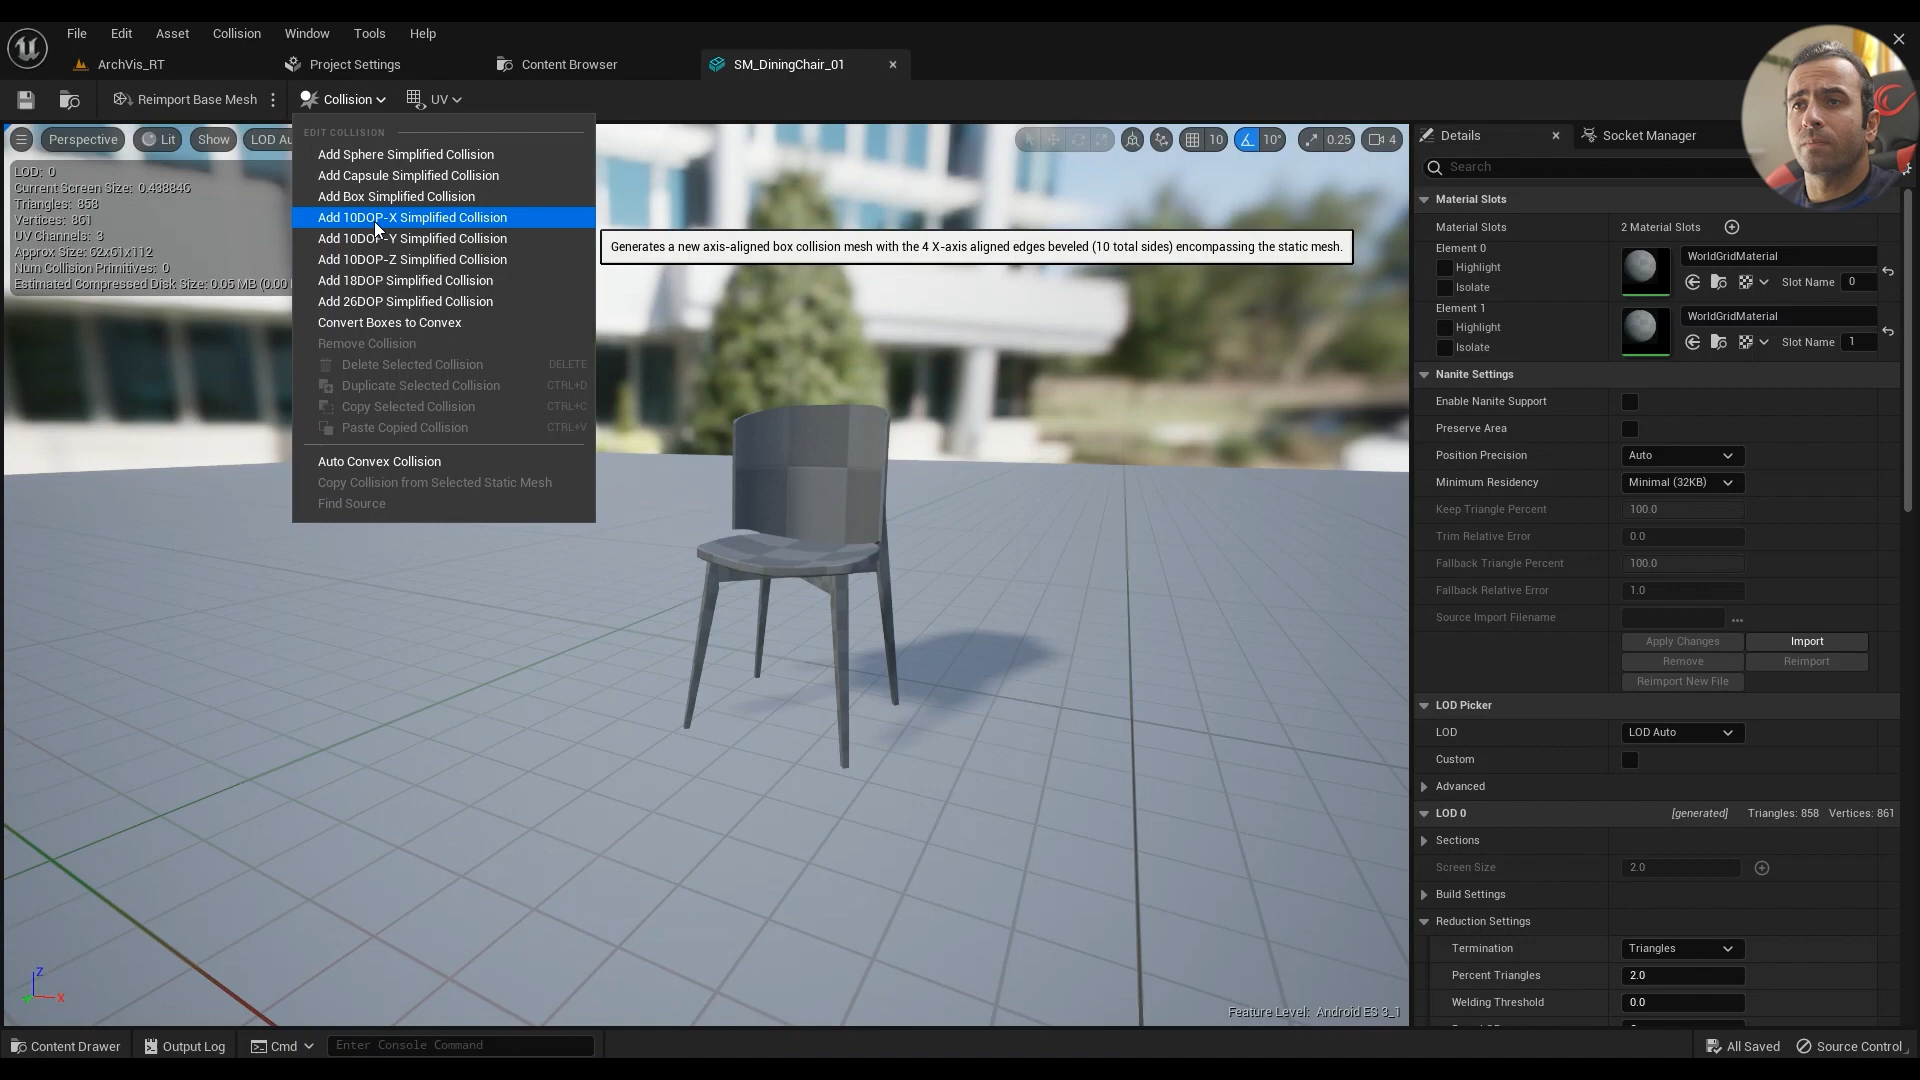 File Edit Asset Collision Window Tools Help
ArchVis_RT Project Settings Content Browser SM_DiningChair_01
Reimport Base Mesh Collision UV
Perspective Lit Show LOD Au
10 10° 0.25 4
LOD: 0
Current Screen Size: 0.438846
Triangles: 858
Vertices: 861
UV Channels: 3
Approx Size: 62x61x112
Num Collision Primitives: 0
Estimated Compressed Disk Size: 0.05 MB (0.00
EDIT COLLISION
Add Sphere Simplified Collision
Add Capsule Simplified Collision
Add Box Simplified Collision
Add 10DOP-X Simplified Collision
Add 10DOP-Y Simplified Collision
Add 10DOP-Z Simplified Collision
Add 18DOP Simplified Collision
Add 26DOP Simplified Collision
Convert Boxes to Convex
Remove Collision
Delete Selected Collision DELETE
Duplicate Selected Collision CTRL+D
Copy Selected Collision CTRL+C
Paste Copied Collision CTRL+V
Auto Convex Collision
Copy Collision from Selected Static Mesh
Find Source
Generates a new axis-aligned box collision mesh with the 4 X-axis aligned edges beveled (10 total sides) encompassing the static mesh.
Z
X
Feature Level: Android ES 3_1
Details Socket Manager
Search
Material Slots
Material Slots 2 Material Slots
Element 0 WorldGridMaterial
Highlight
Isolate Slot Name 0
Element 1 WorldGridMaterial
Highlight
Isolate Slot Name 1
Nanite Settings
Enable Nanite Support
Preserve Area
Position Precision Auto
Minimum Residency Minimal (32KB)
Keep Triangle Percent 100.0
Trim Relative Error 0.0
Fallback Triangle Percent 100.0
Fallback Relative Error 1.0
Source Import Filename ...
Apply Changes Import
Remove Reimport
Reimport New File
LOD Picker
LOD LOD Auto
Custom
Advanced
LOD 0 [generated] Triangles: 858 Vertices: 861
Sections
Screen Size 2.0
Build Settings
Reduction Settings
Termination Triangles
Percent Triangles 2.0
Welding Threshold 0.0
Content Drawer Output Log Cmd Enter Console Command All Saved Source Control